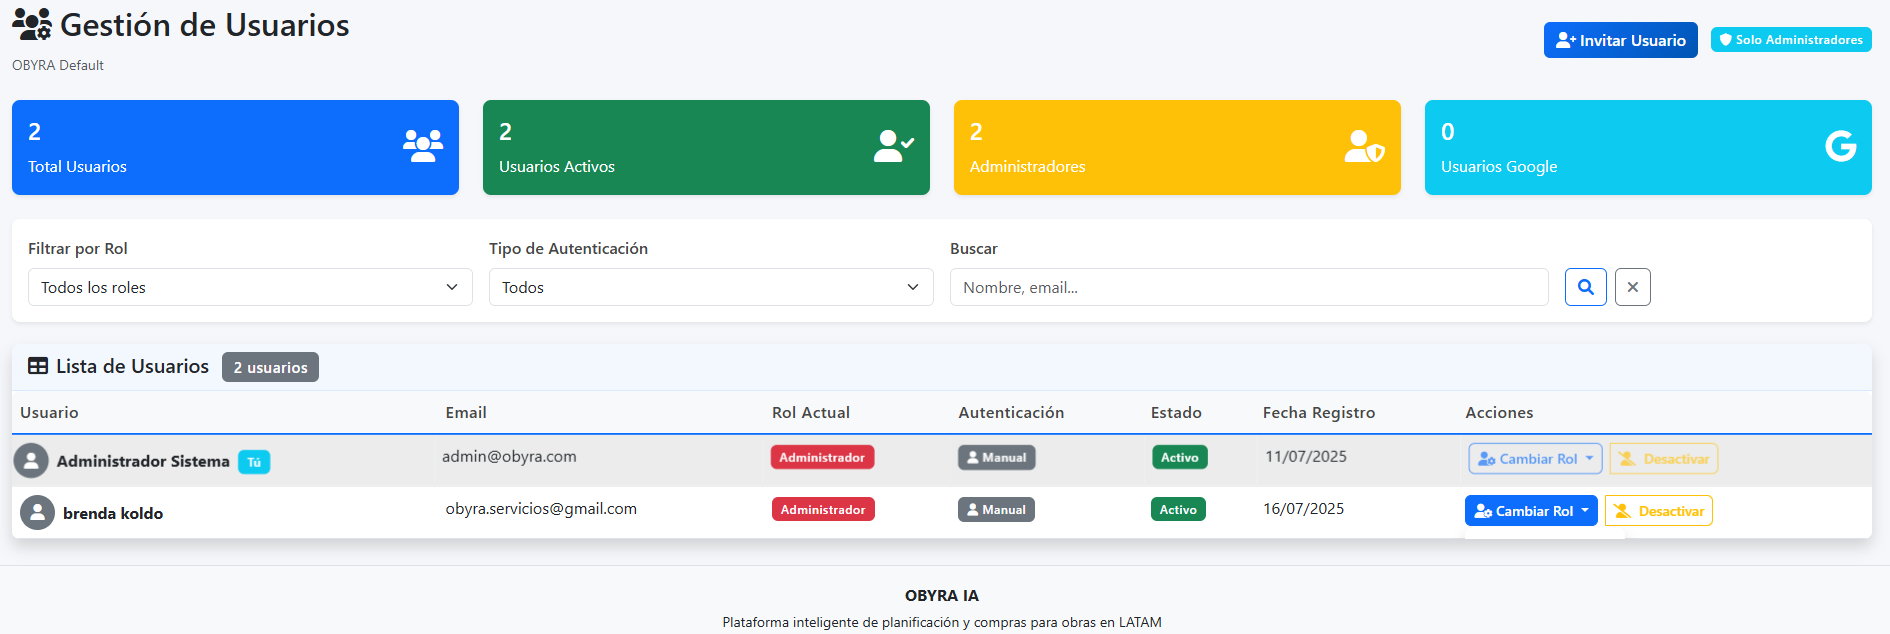 Gestión de Usuarios
OBYRA Default
Invitar Usuario
Solo Administradores
2
Total Usuarios
2
Usuarios Activos
2
Administradores
0
Usuarios Google
Filtrar por Rol
Todos los roles
Tipo de Autenticación
Todos
Buscar
Nombre, email...
Lista de Usuarios 2 usuarios
Usuario Email Rol Actual Autenticación Estado Fecha Registro Acciones
Administrador Sistema Tú admin@obyra.com Administrador Manual Activo 11/07/2025 Cambiar Rol Desactivar
brenda koldo obyra.servicios@gmail.com Administrador Manual Activo 16/07/2025 Cambiar Rol Desactivar
OBYRA IA
Plataforma inteligente de planificación y compras para obras en LATAM